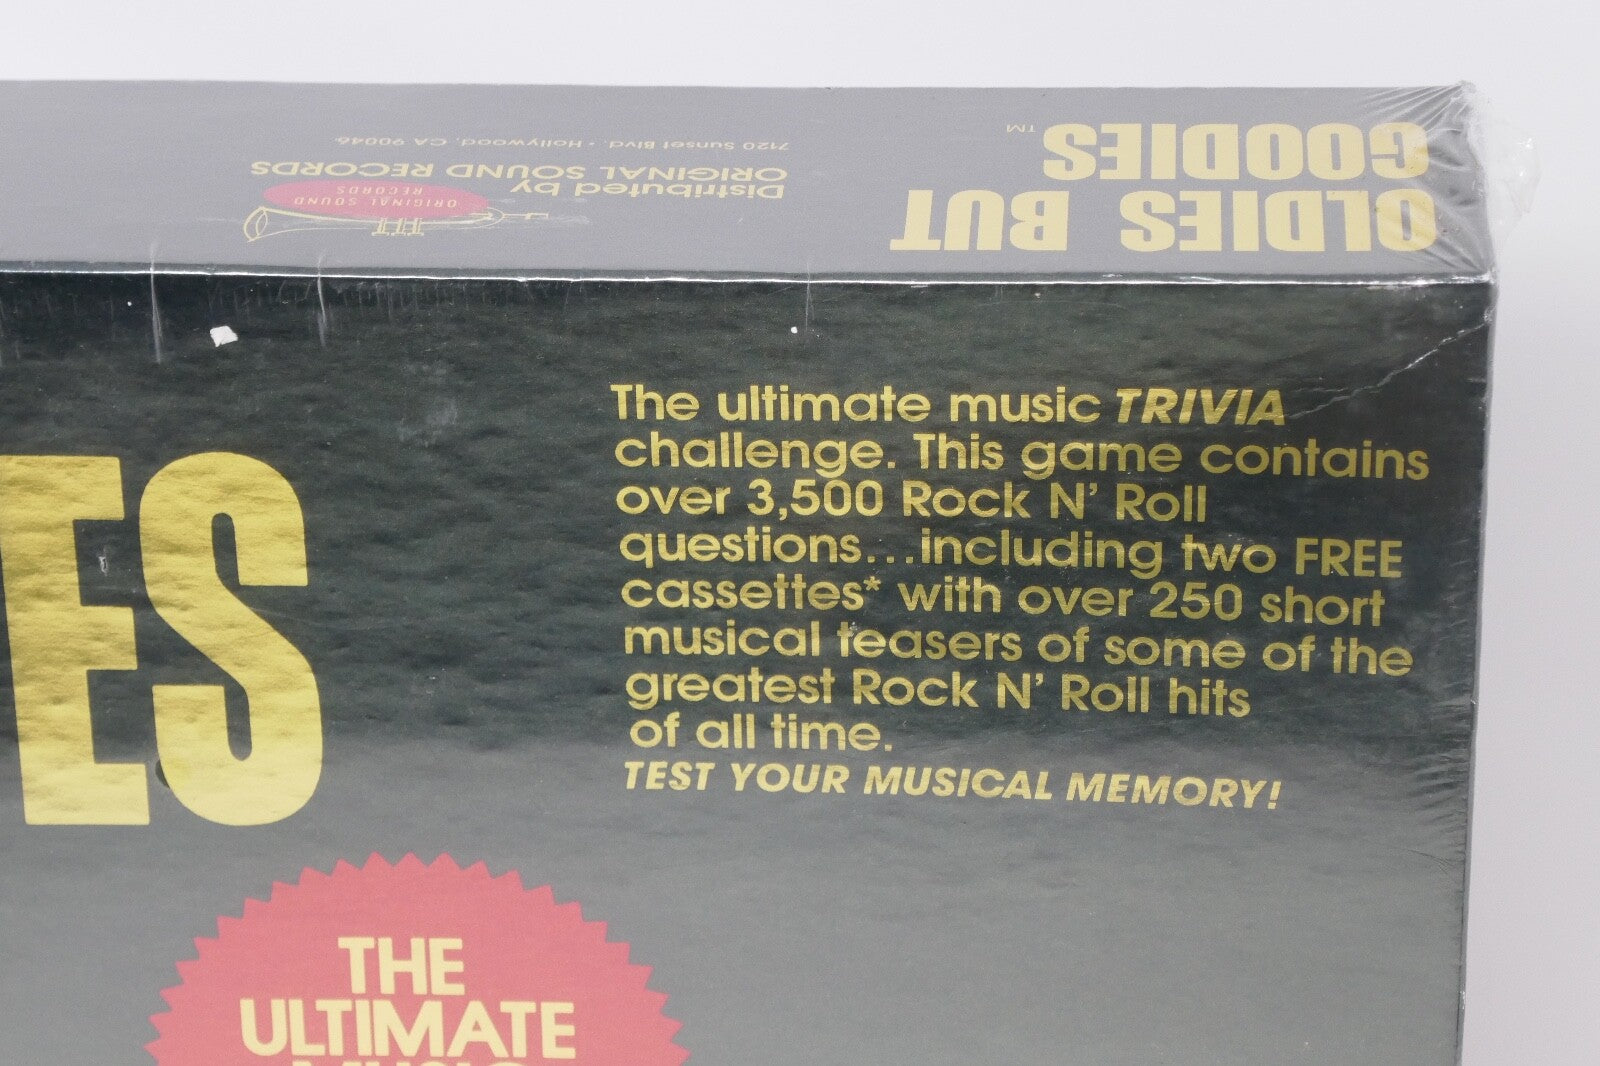 OLDIES BUT
GOODIES™
Distributed by
ORIGINAL SOUND RECORDS
7120 Sunset Blvd. • Hollywood, CA 90046
ORIGINAL SOUND
RECORDS
ES
The ultimate music TRIVIA
challenge. This game contains
over 3,500 Rock N' Roll
questions...including two FREE
cassettes* with over 250 short
musical teasers of some of the
greatest Rock N' Roll hits
of all time.
TEST YOUR MUSICAL MEMORY!
THE
ULTIMATE
MUSIC